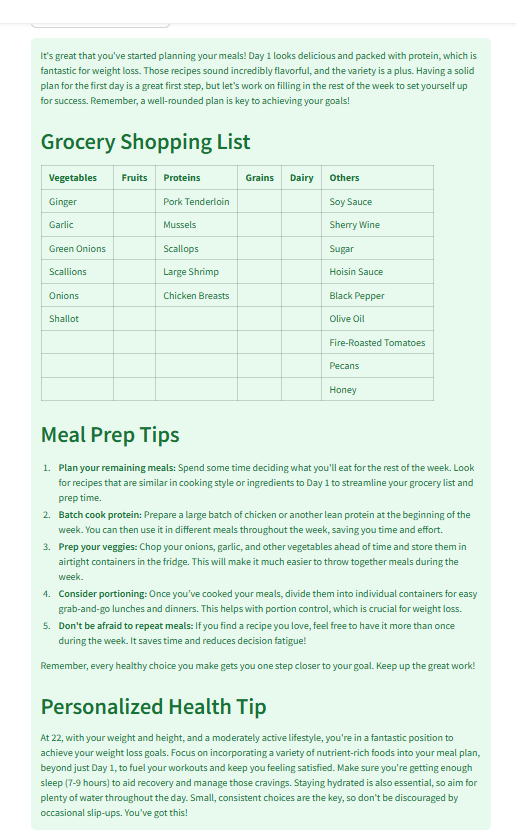 It's great that you've started planning your meals! Day 1 looks delicious and packed with protein, which is
fantastic for weight loss. Those recipes sound incredibly flavorful, and the variety is a plus. Having a solid
plan for the first day is a great first step, but let's work on filling in the rest of the week to set yourself up
for success. Remember, a well-rounded plan is key to achieving your goals!
Grocery Shopping List
Vegetables Fruits Proteins Grains Dairy Others
Ginger Pork Tenderloin Soy Sauce
Garlic Mussels Sherry Wine
Green Onions Scallops Sugar
Scallions Large Shrimp Hoisin Sauce
Onions Chicken Breasts Black Pepper
Shallot Olive Oil
Fire-Roasted Tomatoes
Pecans
Honey
Meal Prep Tips
1. Plan your remaining meals: Spend some time deciding what you'll eat for the rest of the week. Look
for recipes that are similar in cooking style or ingredients to Day 1 to streamline your grocery list and
prep time.
2. Batch cook protein: Prepare a large batch of chicken or another lean protein at the beginning of the
week. You can then use it in different meals throughout the week, saving you time and effort.
3. Prep your veggies: Chop your onions, garlic, and other vegetables ahead of time and store them in
airtight containers in the fridge. This will make it much easier to throw together meals during the
week.
4. Consider portioning: Once you've cooked your meals, divide them into individual containers for easy
grab-and-go lunches and dinners. This helps with portion control, which is crucial for weight loss.
5. Don't be afraid to repeat meals: If you find a recipe you love, feel free to have it more than once
during the week. It saves time and reduces decision fatigue!
Remember, every healthy choice you make gets you one step closer to your goal. Keep up the great work!
Personalized Health Tip
At 22, with your weight and height, and a moderately active lifestyle, you're in a fantastic position to
achieve your weight loss goals. Focus on incorporating a variety of nutrient-rich foods into your meal plan,
beyond just Day 1, to fuel your workouts and keep you feeling satisfied. Make sure you're getting enough
sleep (7-9 hours) to aid recovery and manage those cravings. Staying hydrated is also essential, so aim for
plenty of water throughout the day. Small, consistent choices are the key, so don't be discouraged by
occasional slip-ups. You've got this!